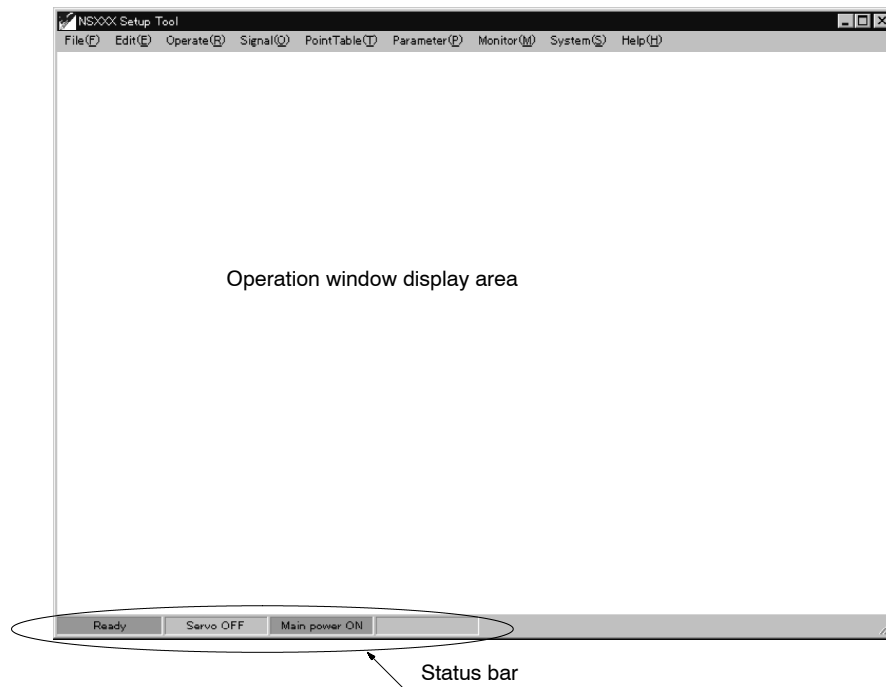 NSXXX Setup Tool
File(F) Edit(E) Operate(R) Signal(O) PointTable(T) Parameter(P) Monitor(M) System(S) Help(H)
Operation window display area
Ready Servo OFF Main power ON
Status bar